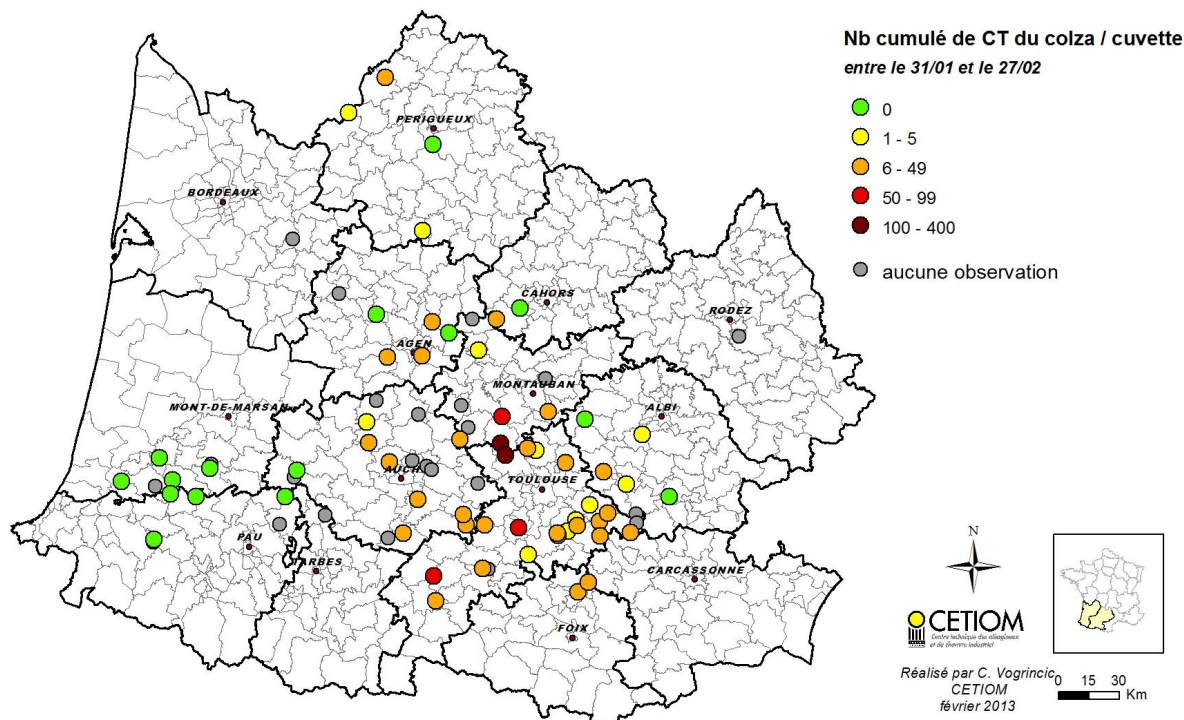 Nb cumulé de CT du colza / cuvette
entre le 31/01 et le 27/02
0
1 - 5
6 - 49
50 - 99
100 - 400
aucune observation
PERIGUEUX
BORDEAUX
CAHORS
RODEZ
AGEN
MONTAUBAN
MONT-DE-MARSAN
ALBI
AUCH
TOULOUSE
PAU
TARBES
CARCASSONNE
FOIX
N
CETIOM
Centre technique des oléagineux
et du chanvre industriel
Réalisé par C. Vogrincic
CETIOM
février 2013
0 15 30
Km